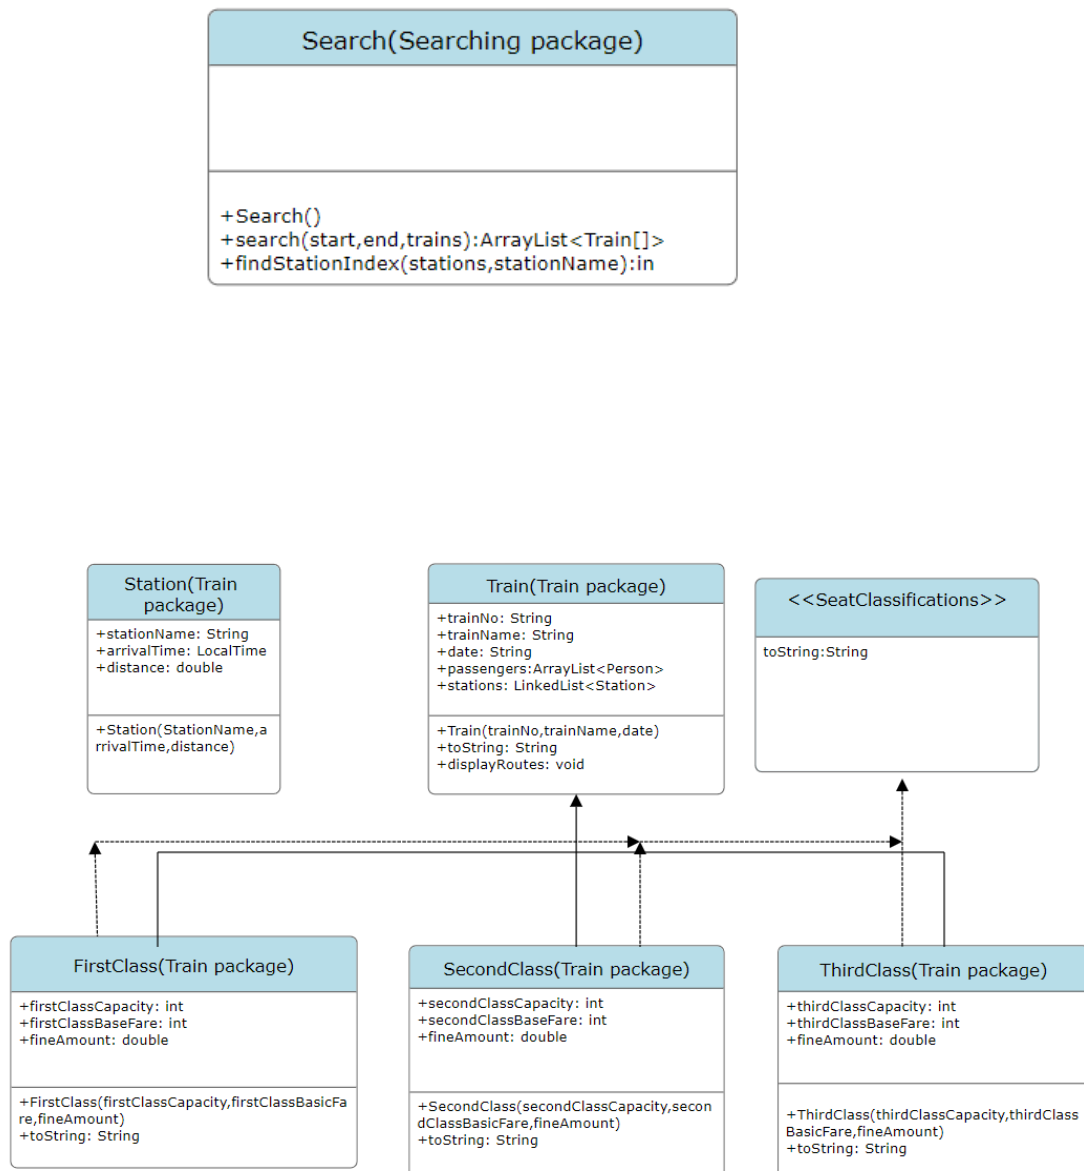 Search(Searching package)
+Search()
+search(start,end,trains):ArrayList<Train[]>
+findStationIndex(stations,stationName):in
Station(Train
package)
+stationName: String
+arrivalTime: LocalTime
+distance: double
+Station(StationName,a
rrivalTime,distance)
Train(Train package)
+trainNo: String
+trainName: String
+date: String
+passengers:ArrayList<Person>
+stations: LinkedList<Station>
+Train(trainNo,trainName,date)
+toString: String
+displayRoutes: void
<<SeatClassifications>>
toString:String
FirstClass(Train package)
+firstClassCapacity: int
+firstClassBaseFare: int
+fineAmount: double
+FirstClass(firstClassCapacity,firstClassBasicFa
re,fineAmount)
+toString: String
SecondClass(Train package)
+secondClassCapacity: int
+secondClassBaseFare: int
+fineAmount: double
+SecondClass(secondClassCapacity,secon
dClassBasicFare,fineAmount)
+toString: String
ThirdClass(Train package)
+thirdClassCapacity: int
+thirdClassBaseFare: int
+fineAmount: double
+ThirdClass(thirdClassCapacity,thirdClass
BasicFare,fineAmount)
+toString: String